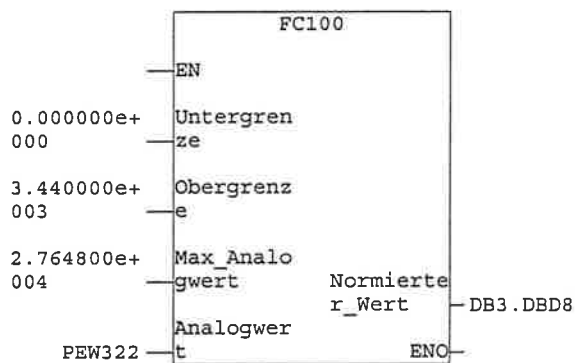 FC100
EN
0.000000e+ Untergren
000 ze
3.440000e+ Obergrenz
003 e
2.764800e+ Max_Analo
004 gwert Normierte
r_Wert DB3.DBD8
Analogwer
PEW322 t ENO